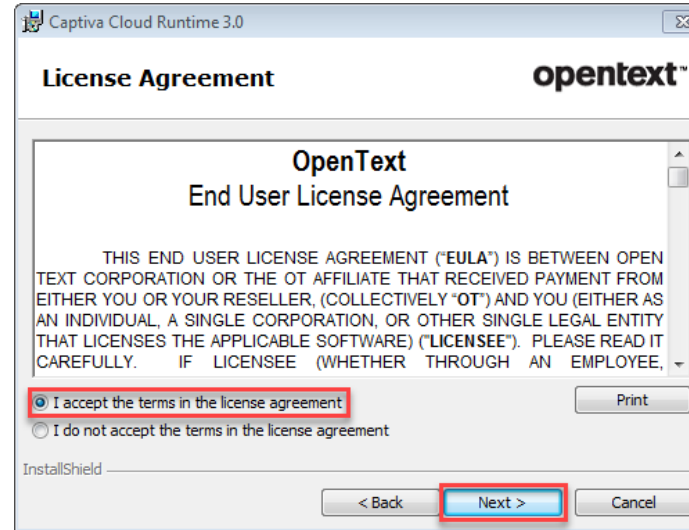 Captiva Cloud Runtime 3.0
License Agreement
opentext™
OpenText
End User License Agreement
THIS END USER LICENSE AGREEMENT (“EULA”) IS BETWEEN OPEN
TEXT CORPORATION OR THE OT AFFILIATE THAT RECEIVED PAYMENT FROM
EITHER YOU OR YOUR RESELLER, (COLLECTIVELY “OT”) AND YOU (EITHER AS
AN INDIVIDUAL, A SINGLE CORPORATION, OR OTHER SINGLE LEGAL ENTITY
THAT LICENSES THE APPLICABLE SOFTWARE) ("LICENSEE"). PLEASE READ IT
CAREFULLY. IF LICENSEE (WHETHER THROUGH AN EMPLOYEE,
I accept the terms in the license agreement
Print
I do not accept the terms in the license agreement
InstallShield
< Back
Next >
Cancel